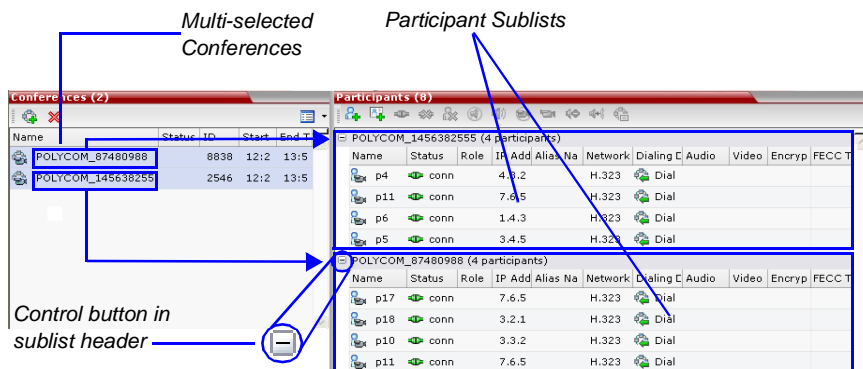 Multi-selected
Conferences
Participant Sublists
Conferences (2)
Name Status ID Start End T
POLYCOM_87480988 8838 12:2 13:5
POLYCOM_145638255 2546 12:2 13:5
Participants (8)
POLYCOM_1456382555 (4 participants)
Name Status Role IP Add Alias Na Network Dialing D Audio Video Encryp FECC T
p4 conn 4.3.2 H.323 Dial
p11 conn 7.6.5 H.323 Dial
p6 conn 1.4.3 H.323 Dial
p5 conn 3.4.5 H.323 Dial
POLYCOM_87480988 (4 participants)
Name Status Role IP Add Alias Na Network Dialing D Audio Video Encryp FECC T
p17 conn 7.6.5 H.323 Dial
p18 conn 3.2.1 H.323 Dial
p10 conn 3.3.2 H.323 Dial
p11 conn 7.6.5 H.323 Dial
Control button in
sublist header